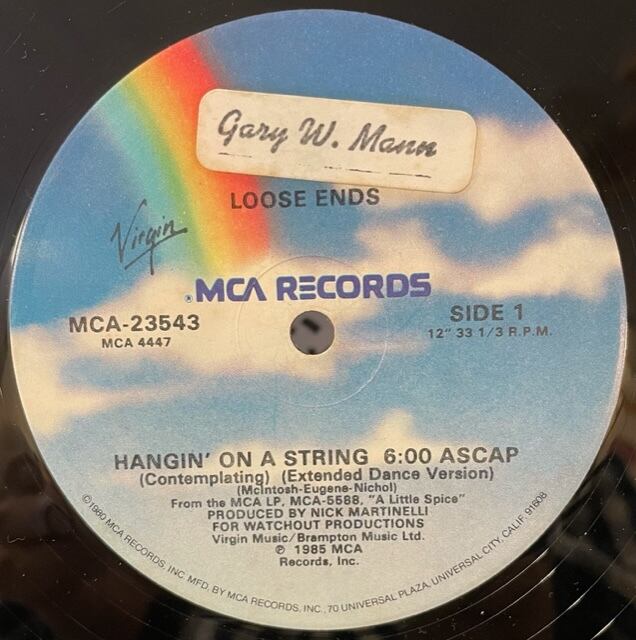 Gary W. Mann
LOOSE ENDS
Virgin
® MCA RECORDS
MCA-23543
MCA 4447
SIDE 1
12" 33 1/3 R.P.M.
HANGIN' ON A STRING 6:00 ASCAP
(Contemplating) (Extended Dance Version)
(McIntosh-Eugene-Nichol)
From the MCA LP, MCA-5588, "A Little Spice"
PRODUCED BY NICK MARTINELLI
FOR WATCHOUT PRODUCTIONS
Virgin Music/Brampton Music Ltd.
℗ 1985 MCA
Records, Inc.
©1980 MCA RECORDS, INC. MFD. BY MCA RECORDS, INC., 70 UNIVERSAL PLAZA, UNIVERSAL CITY, CALIF. 91608